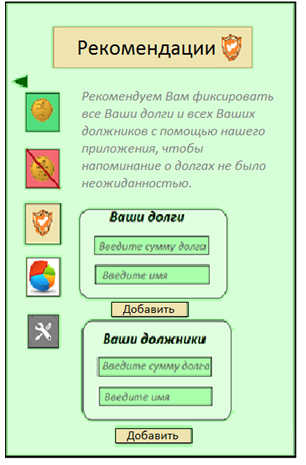 Рекомендации
Рекомендуем Вам фиксировать
все Ваши долги и всех Ваших
должников с помощью нашего
приложения, чтобы
напоминание о долгах не было
неожиданностью.
Ваши долги
Введите сумму долга
Введите имя
Добавить
Ваши должники
Введите сумму долга
Введите имя
Добавить